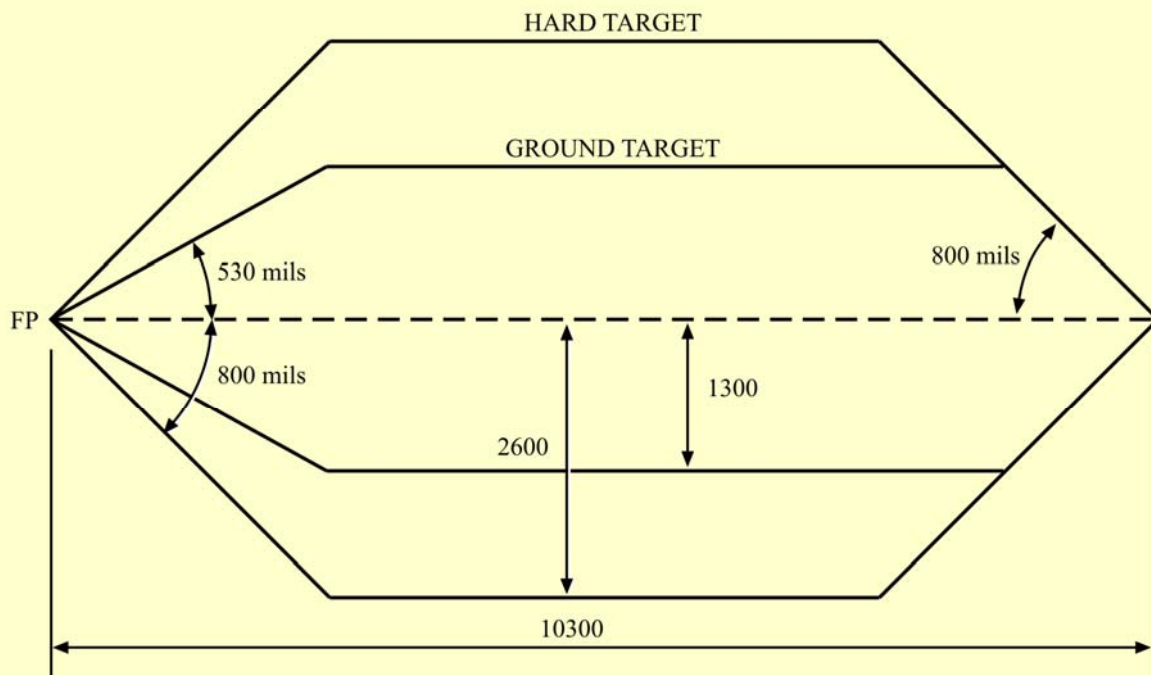 HARD TARGET
GROUND TARGET
530 mils
800 mils
FP
800 mils
1300
2600
10300